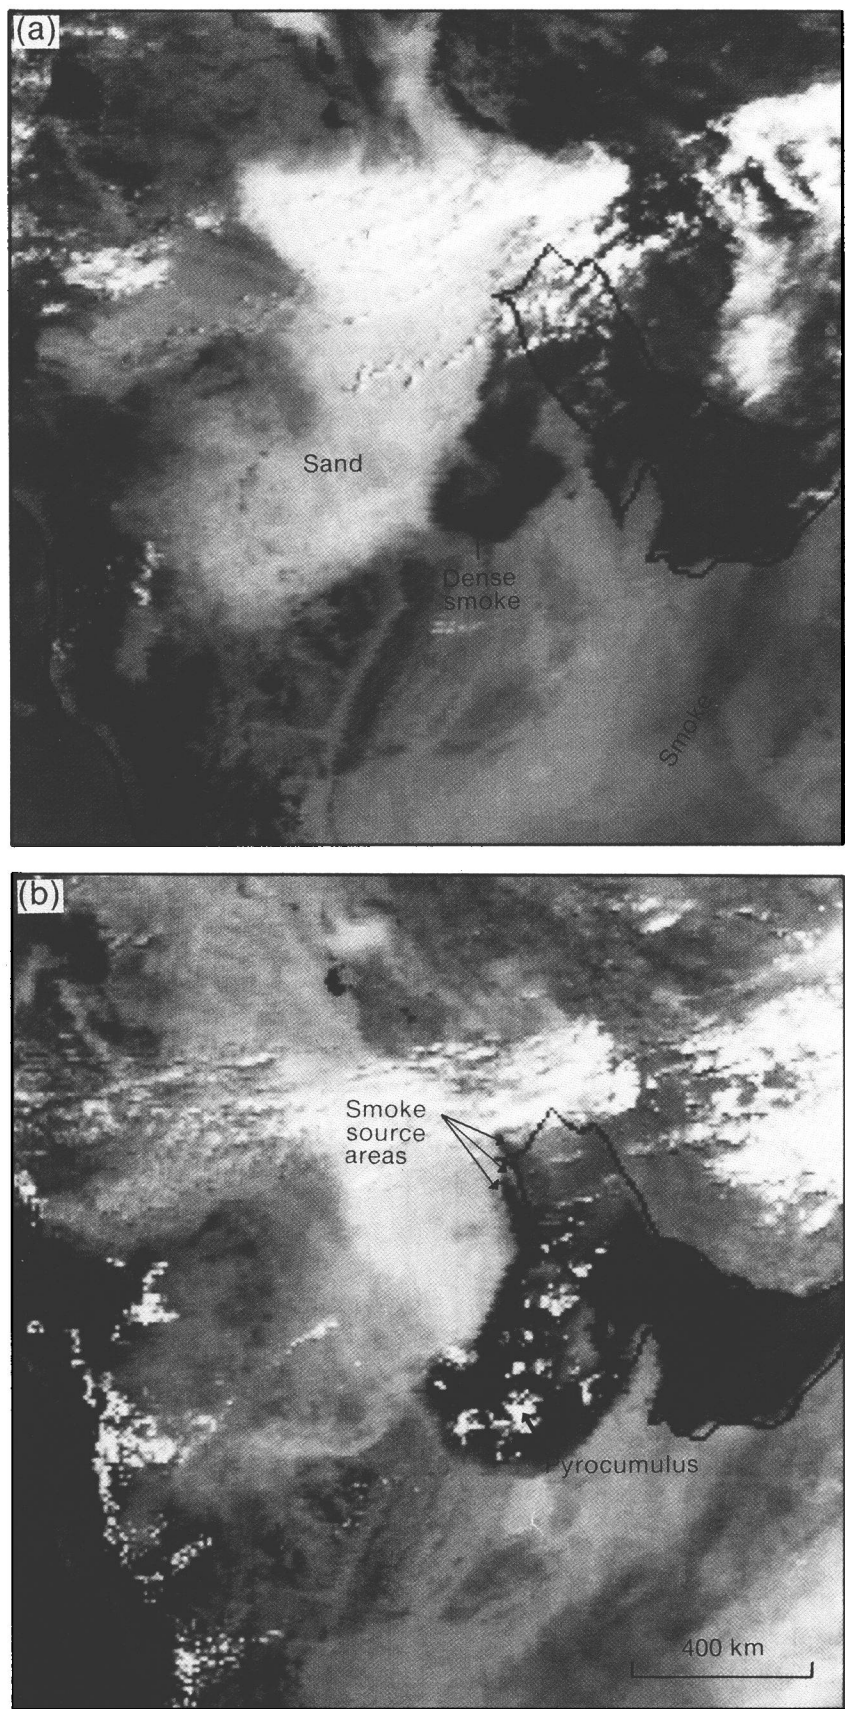 (a)
Sand
Dense
smoke
Smoke
(b)
Smoke
source
areas
Pyrocumulus
400 km